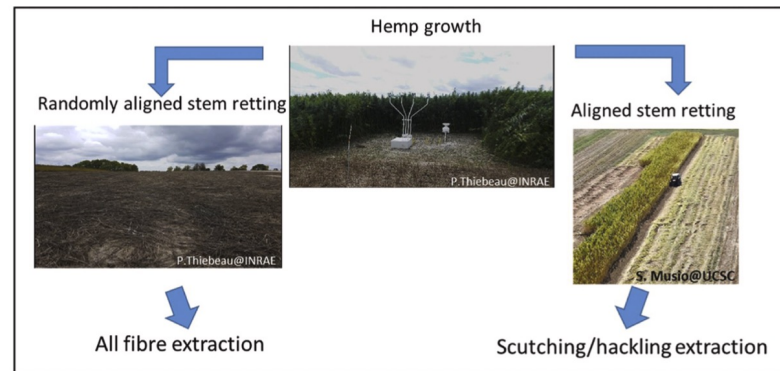 Hemp growth
Randomly aligned stem retting
Aligned stem retting
P.Thiebeau@INRAE
P.Thiebeau@INRAE
S. Musio@UCSC
All fibre extraction
Scutching/hackling extraction